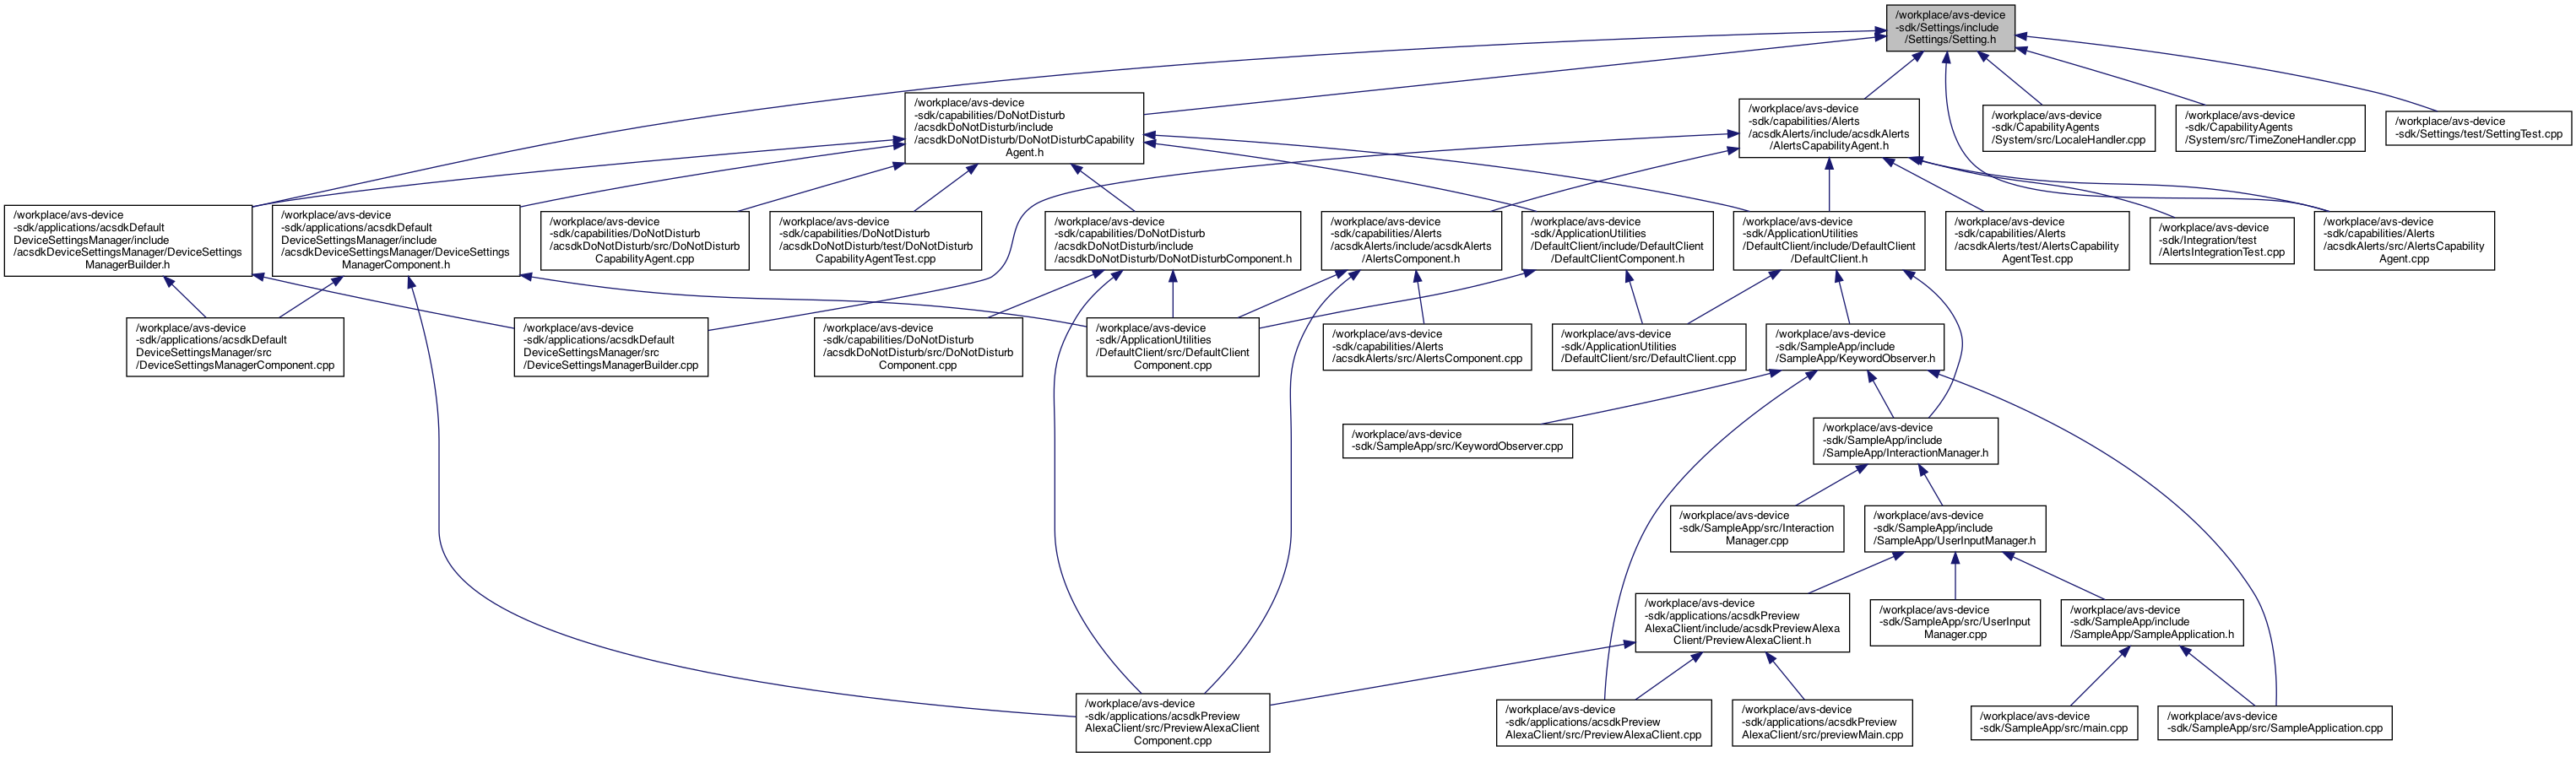 /workplace/avs-device
-sdk/Settings/include
/Settings/Setting.h
/workplace/avs-device
-sdk/capabilities/DoNotDisturb
/acsdkDoNotDisturb/include
/acsdkDoNotDisturb/DoNotDisturbCapability
Agent.h
/workplace/avs-device
-sdk/capabilities/Alerts
/acsdkAlerts/include/acsdkAlerts
/AlertsCapabilityAgent.h
/workplace/avs-device
-sdk/CapabilityAgents
/System/src/LocaleHandler.cpp
/workplace/avs-device
-sdk/CapabilityAgents
/System/src/TimeZoneHandler.cpp
/workplace/avs-device
-sdk/Settings/test/SettingTest.cpp
/workplace/avs-device
-sdk/applications/acsdkDefault
DeviceSettingsManager/include
/acsdkDeviceSettingsManager/DeviceSettings
ManagerBuilder.h
/workplace/avs-device
-sdk/applications/acsdkDefault
DeviceSettingsManager/include
/acsdkDeviceSettingsManager/DeviceSettings
ManagerComponent.h
/workplace/avs-device
-sdk/capabilities/DoNotDisturb
/acsdkDoNotDisturb/src/DoNotDisturb
CapabilityAgent.cpp
/workplace/avs-device
-sdk/capabilities/DoNotDisturb
/acsdkDoNotDisturb/test/DoNotDisturb
CapabilityAgentTest.cpp
/workplace/avs-device
-sdk/capabilities/DoNotDisturb
/acsdkDoNotDisturb/include
/acsdkDoNotDisturb/DoNotDisturbComponent.h
/workplace/avs-device
-sdk/capabilities/Alerts
/acsdkAlerts/include/acsdkAlerts
/AlertsComponent.h
/workplace/avs-device
-sdk/ApplicationUtilities
/DefaultClient/include/DefaultClient
/DefaultClientComponent.h
/workplace/avs-device
-sdk/ApplicationUtilities
/DefaultClient/include/DefaultClient
/DefaultClient.h
/workplace/avs-device
-sdk/capabilities/Alerts
/acsdkAlerts/test/AlertsCapability
AgentTest.cpp
/workplace/avs-device
-sdk/Integration/test
/AlertsIntegrationTest.cpp
/workplace/avs-device
-sdk/capabilities/Alerts
/acsdkAlerts/src/AlertsCapability
Agent.cpp
/workplace/avs-device
-sdk/applications/acsdkDefault
DeviceSettingsManager/src
/DeviceSettingsManagerComponent.cpp
/workplace/avs-device
-sdk/applications/acsdkDefault
DeviceSettingsManager/src
/DeviceSettingsManagerBuilder.cpp
/workplace/avs-device
-sdk/capabilities/DoNotDisturb
/acsdkDoNotDisturb/src/DoNotDisturb
Component.cpp
/workplace/avs-device
-sdk/ApplicationUtilities
/DefaultClient/src/DefaultClient
Component.cpp
/workplace/avs-device
-sdk/capabilities/Alerts
/acsdkAlerts/src/AlertsComponent.cpp
/workplace/avs-device
-sdk/ApplicationUtilities
/DefaultClient/src/DefaultClient.cpp
/workplace/avs-device
-sdk/SampleApp/include
/SampleApp/KeywordObserver.h
/workplace/avs-device
-sdk/SampleApp/src/KeywordObserver.cpp
/workplace/avs-device
-sdk/SampleApp/include
/SampleApp/InteractionManager.h
/workplace/avs-device
-sdk/SampleApp/src/Interaction
Manager.cpp
/workplace/avs-device
-sdk/SampleApp/include
/SampleApp/UserInputManager.h
/workplace/avs-device
-sdk/applications/acsdkPreview
AlexaClient/include/acsdkPreviewAlexa
Client/PreviewAlexaClient.h
/workplace/avs-device
-sdk/SampleApp/src/UserInput
Manager.cpp
/workplace/avs-device
-sdk/SampleApp/include
/SampleApp/SampleApplication.h
/workplace/avs-device
-sdk/applications/acsdkPreview
AlexaClient/src/PreviewAlexaClient
Component.cpp
/workplace/avs-device
-sdk/applications/acsdkPreview
AlexaClient/src/PreviewAlexaClient.cpp
/workplace/avs-device
-sdk/applications/acsdkPreview
AlexaClient/src/previewMain.cpp
/workplace/avs-device
-sdk/SampleApp/src/main.cpp
/workplace/avs-device
-sdk/SampleApp/src/SampleApplication.cpp